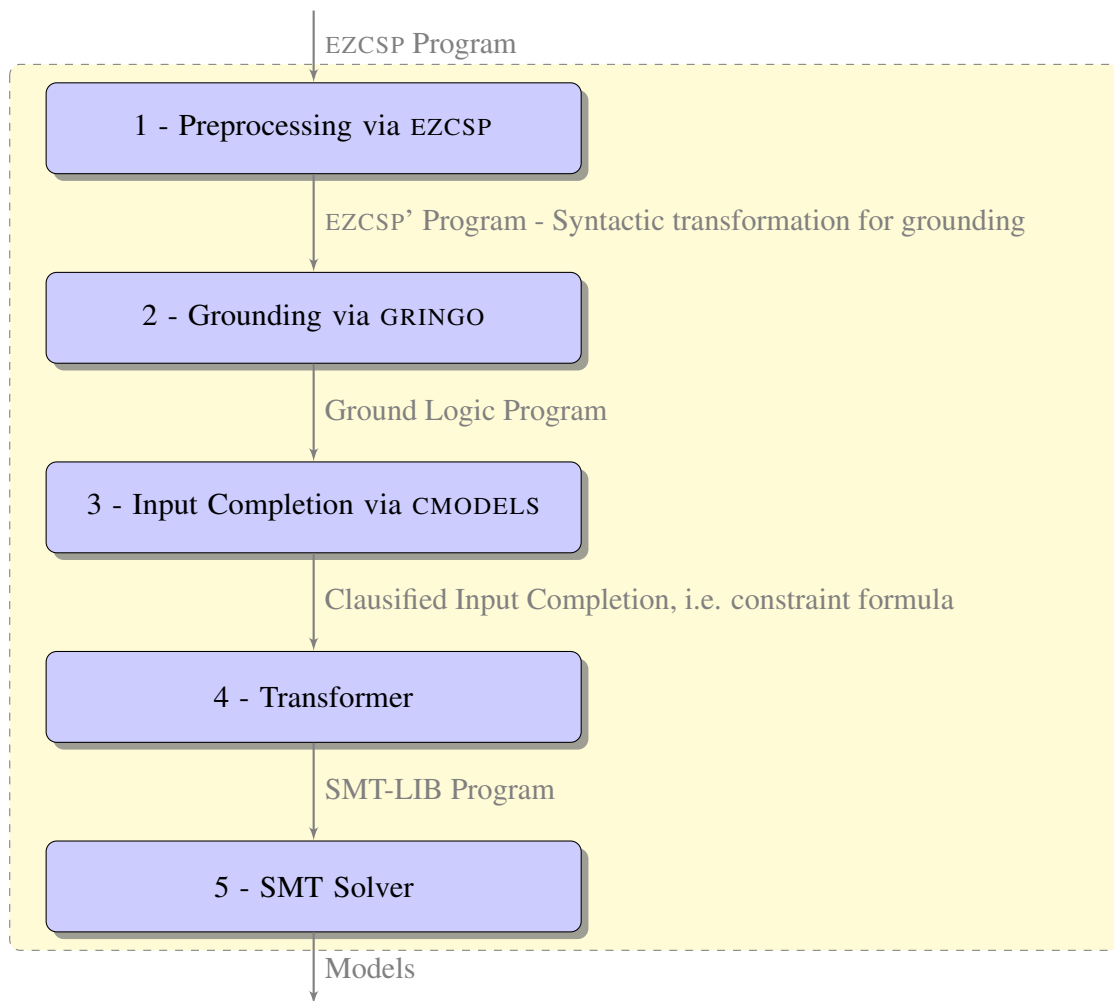 EZCSP Program
1 - Preprocessing via EZCSP
EZCSP’ Program - Syntactic transformation for grounding
2 - Grounding via GRINGO
Ground Logic Program
3 - Input Completion via CMODELS
Clausified Input Completion, i.e. constraint formula
4 - Transformer
SMT-LIB Program
5 - SMT Solver
Models